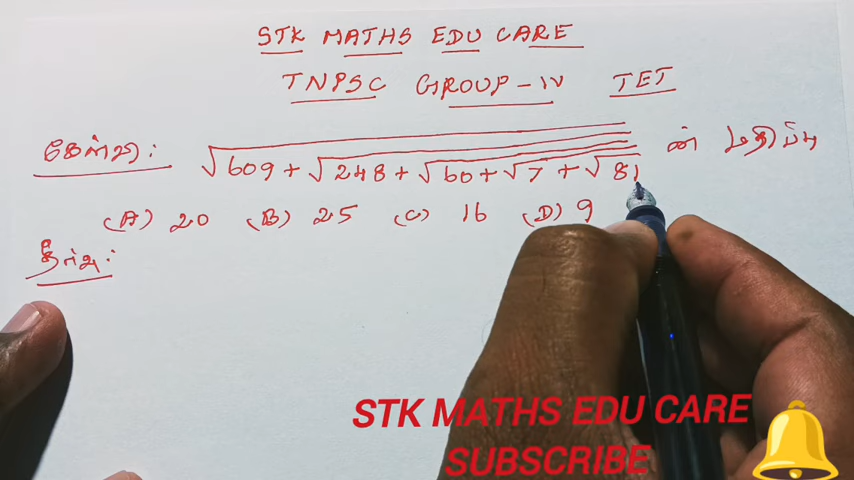 STK MATHS EDU CARE
TNPSC GROUP-IV TET
கேள்வி: √609 + √248 + √60 + √7 + √81 ன் மதிப்பு
(A) 20 (B) 25 (C) 16 (D) 9
தீர்வு:
STK MATHS EDU CARE
SUBSCRIBE